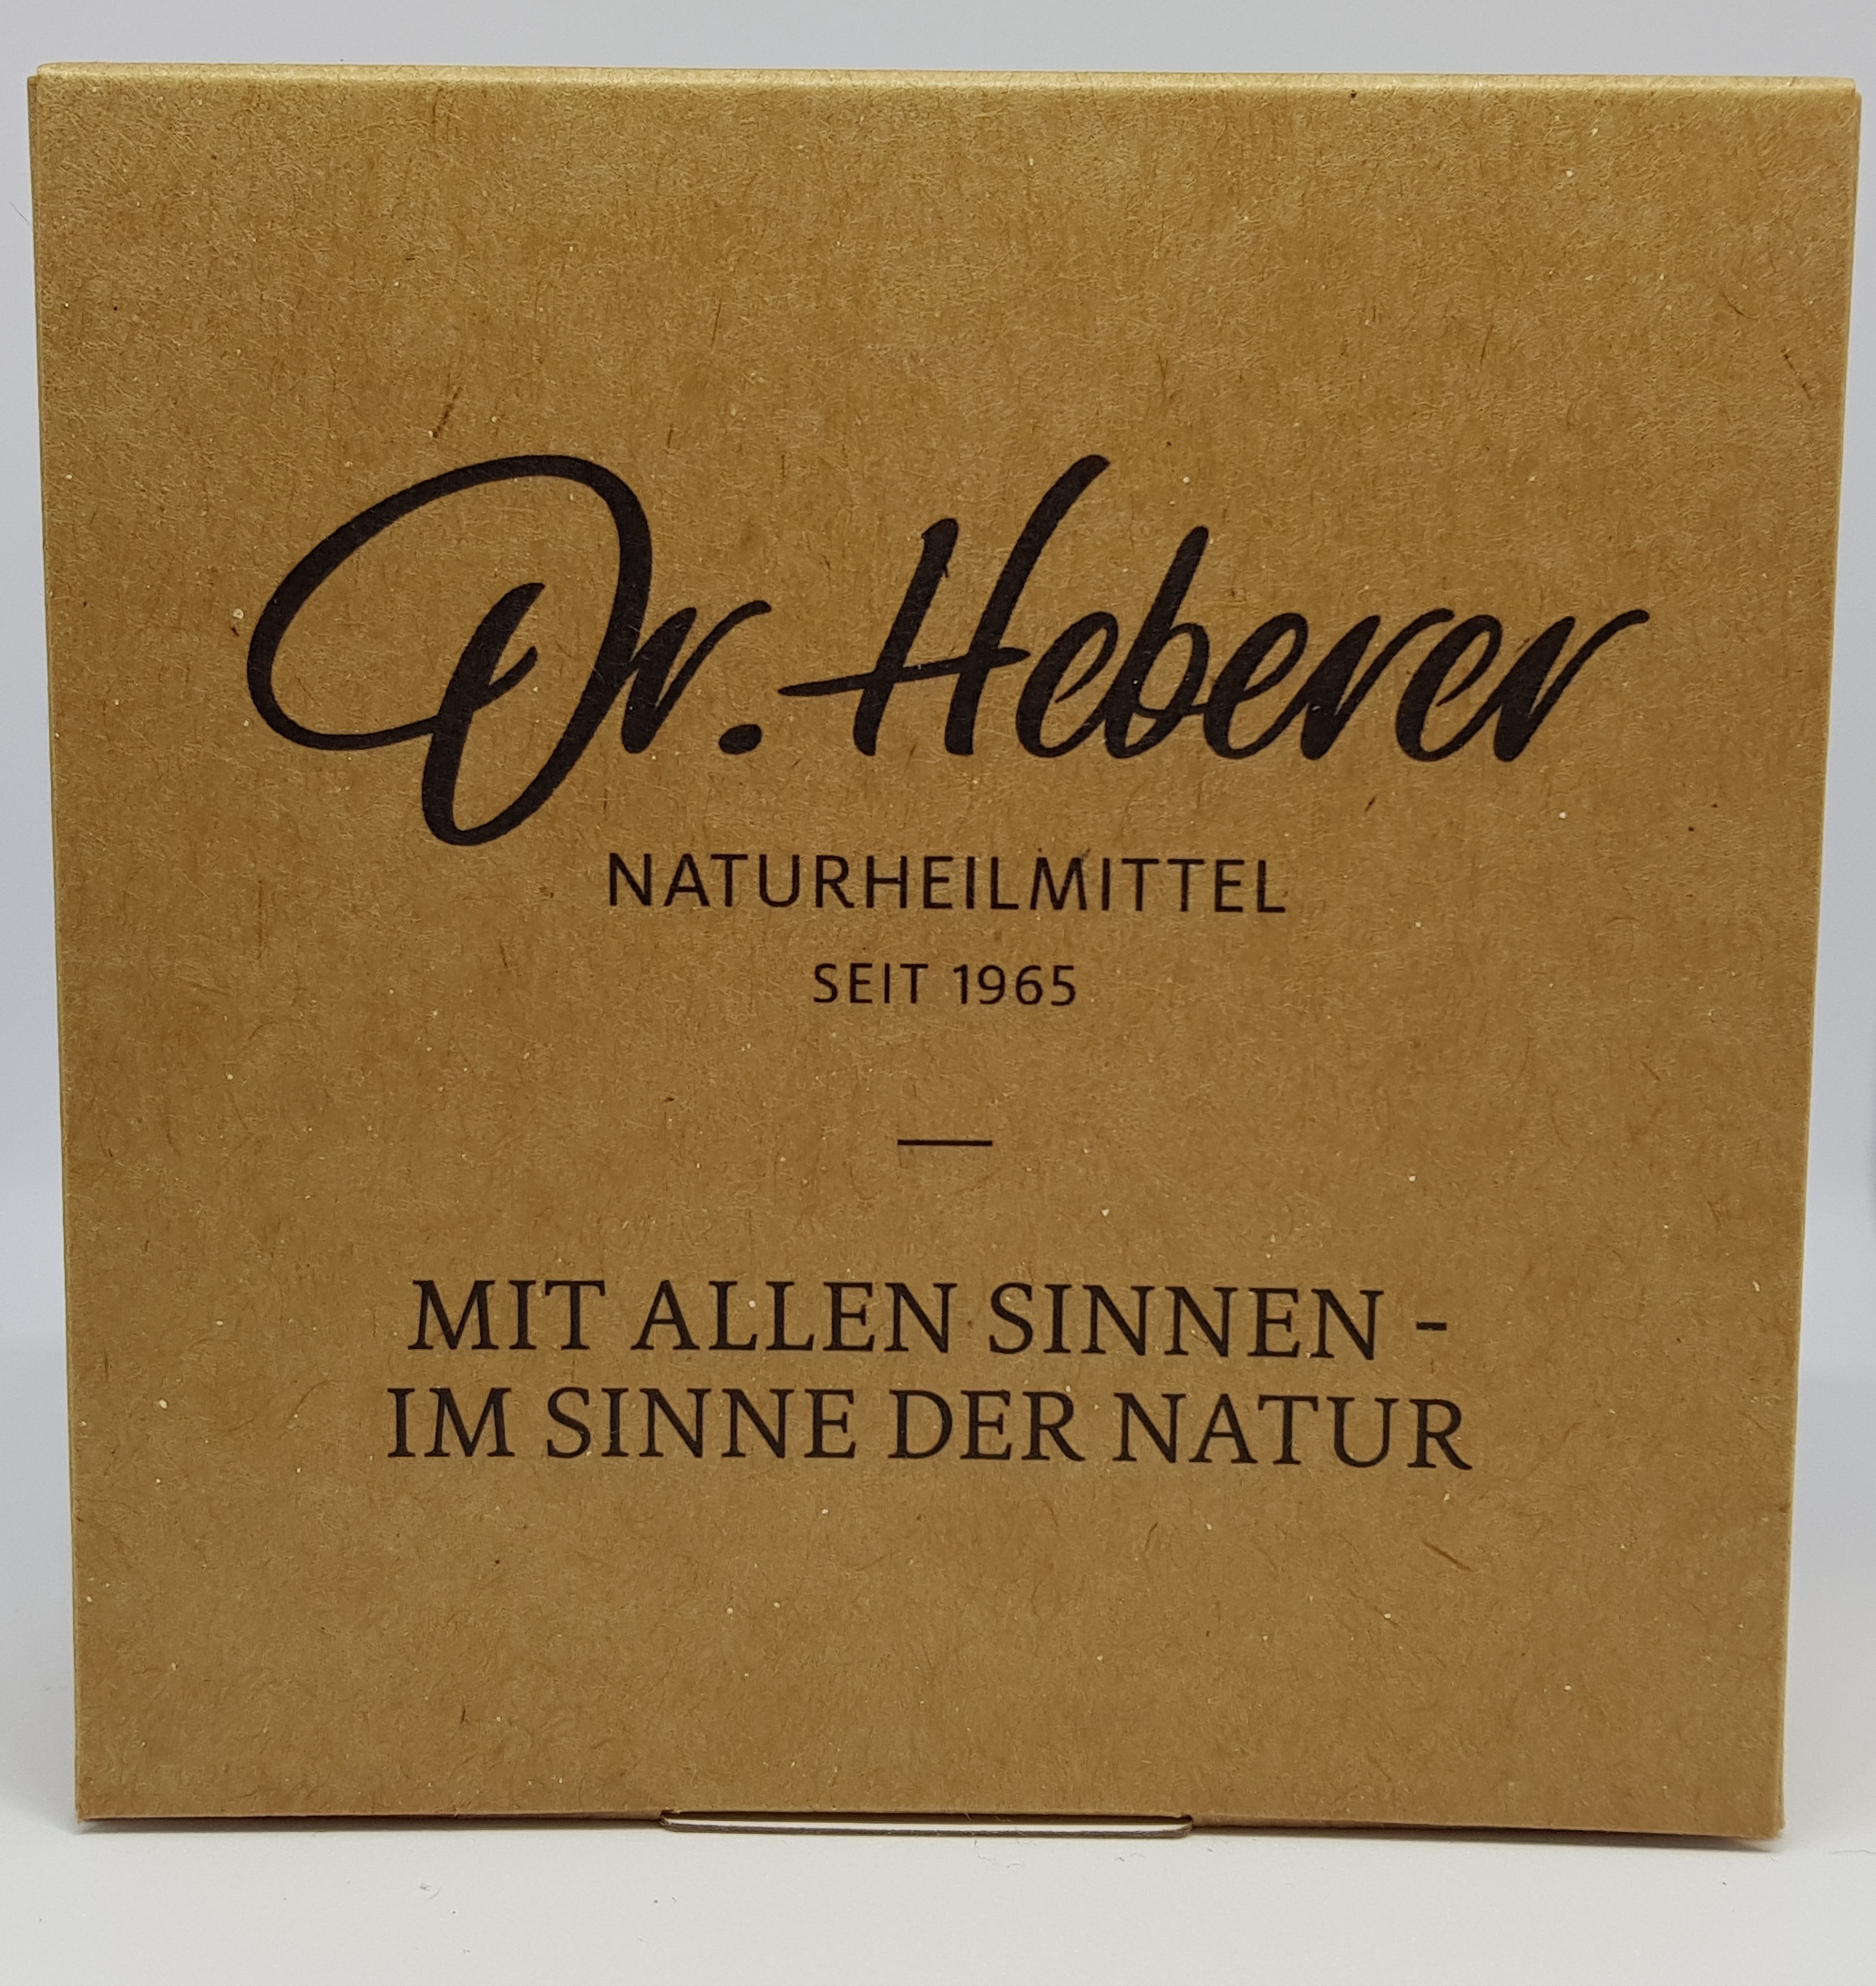 Dr. Heberer
NATURHEILMITTEL
SEIT 1965
MIT ALLEN SINNEN -
IM SINNE DER NATUR